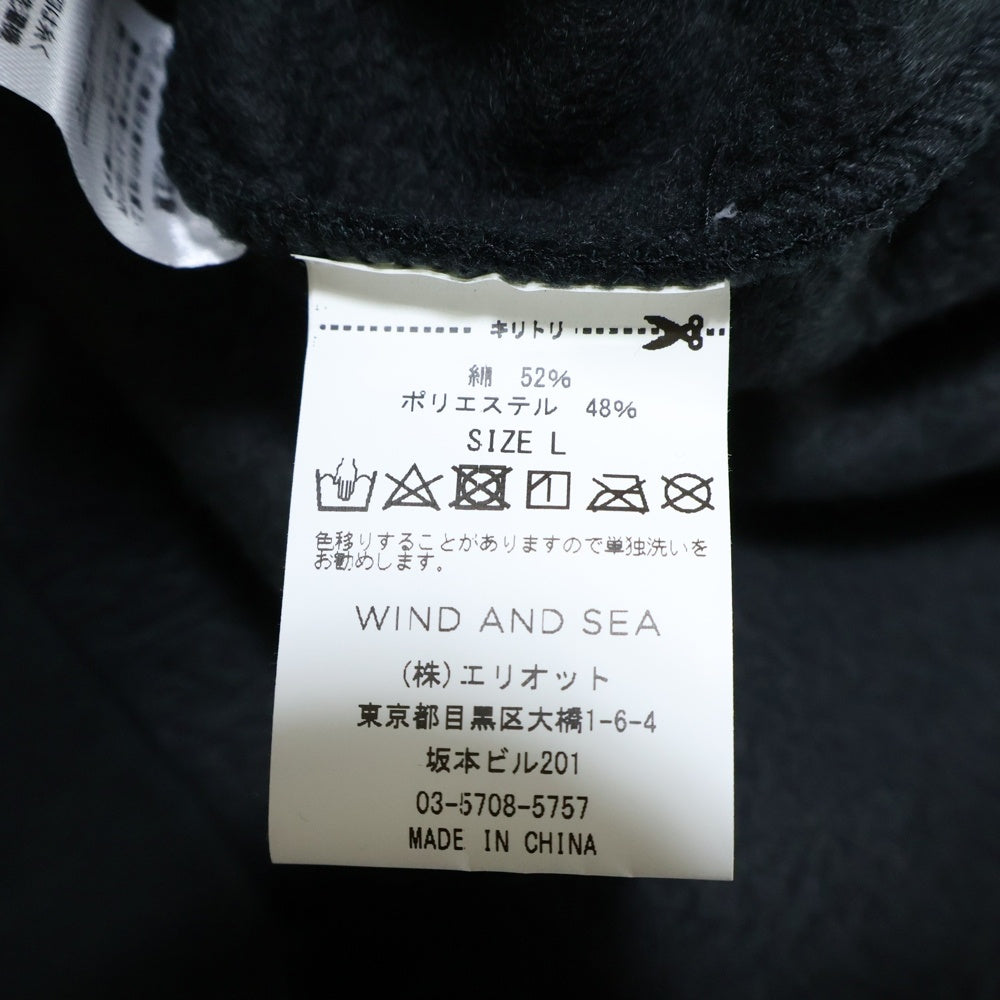 キリトリ
綿 52%
ポリエステル 48%
SIZE L
色移りすることがありますので単独洗いを
お勧めします。
WIND AND SEA
(株)エリオット
東京都目黒区大橋1-6-4
坂本ビル201
03-5708-5757
MADE IN CHINA